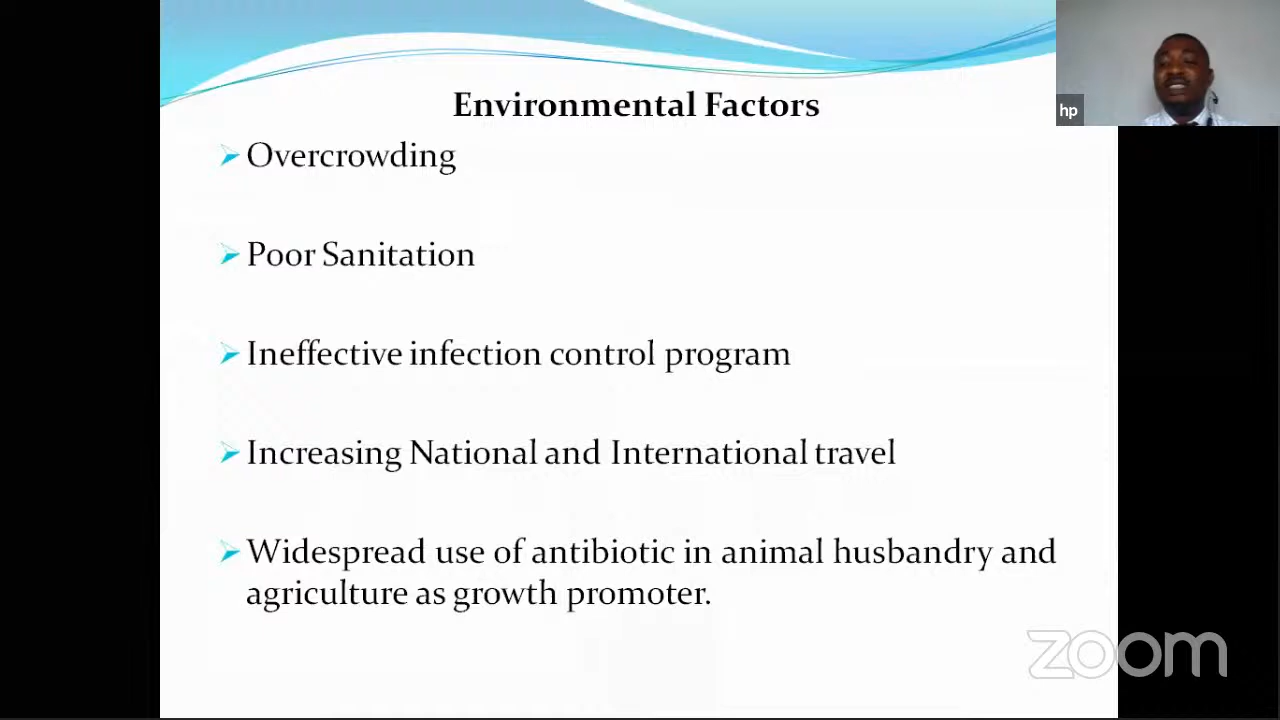 Environmental Factors
Overcrowding
Poor Sanitation
Ineffective infection control program
Increasing National and International travel
Widespread use of antibiotic in animal husbandry and
agriculture as growth promoter.
hp
zoom